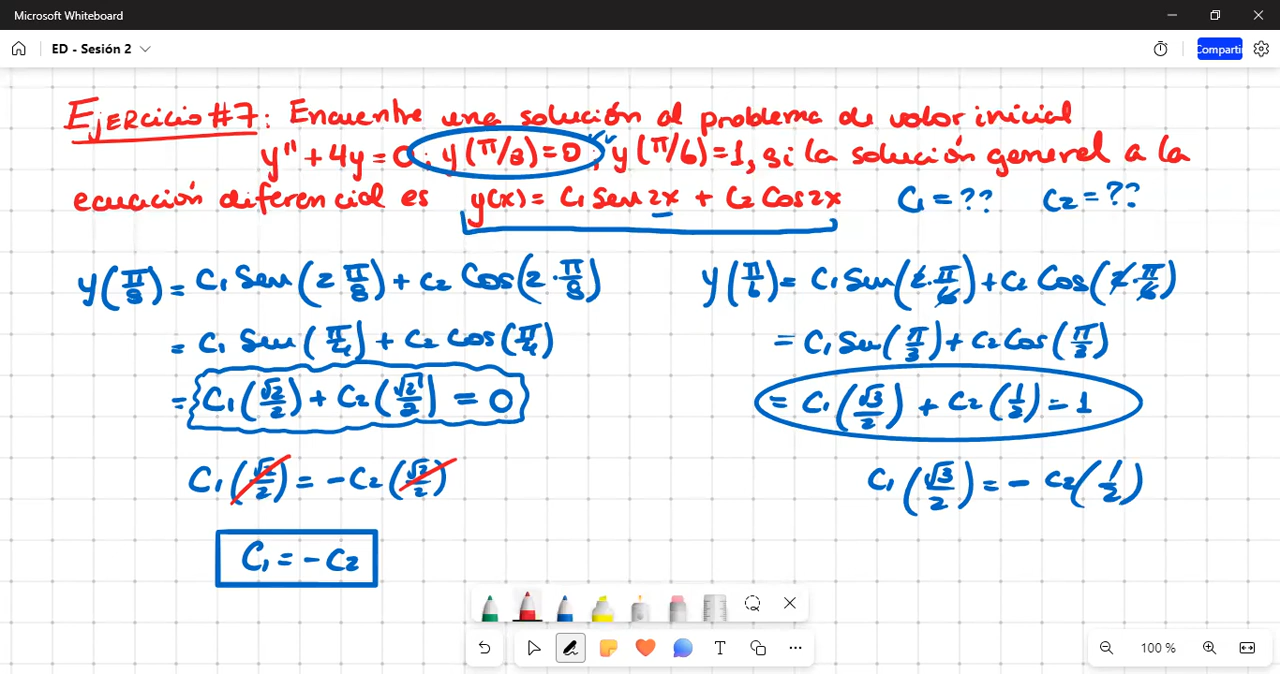 Microsoft Whiteboard
ED - Sesión 2
Compartir
Ejercicio #7: Encuentre una solución al problema de valor inicial
y'' + 4y = 0; y(π/8) = 0; y(π/6) = 1, si la solución general a la
ecuación diferencial es y(x) = C1 Sen 2x + C2 Cos 2x C1 = ?? C2 = ??
y(π/8) = C1 Sen(2 π/8) + C2 Cos(2 · π/8)
= C1 Sen(π/4) + C2 Cos(π/4)
= C1(√2/2) + C2(√2/2) = 0
C1(√2/2) = -C2(√2/2)
C1 = -C2
y(π/6) = C1 Sen(2 · π/6) + C2 Cos(2 · π/6)
= C1 Sen(π/3) + C2 Cos(π/3)
= C1(√3/2) + C2(1/2) = 1
C1(√3/2) = - C2(1/2)
T
100 %